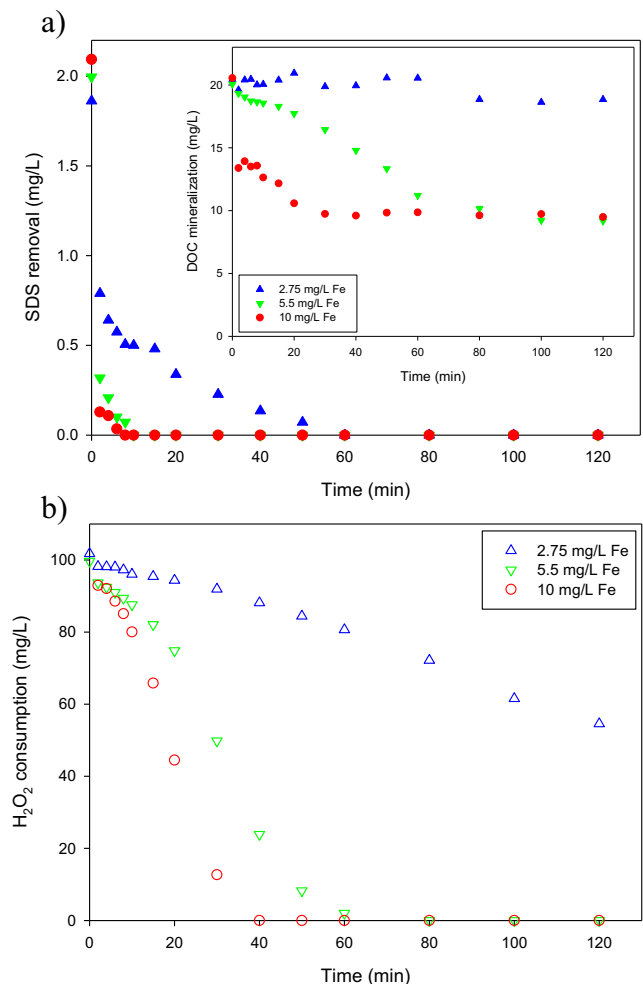 a)
SDS removal (mg/L)
2.0
1.5
1.0
0.5
0.0
0
20
40
60
80
100
120
Time (min)
DOC mineralization (mg/L)
25
20
15
10
5
0
2.75 mg/L Fe
5.5 mg/L Fe
10 mg/L Fe
0
20
40
60
80
100
120
Time (min)
b)
H₂O₂ consumption (mg/L)
100
80
60
40
20
0
2.75 mg/L Fe
5.5 mg/L Fe
10 mg/L Fe
0
20
40
60
80
100
120
Time (min)